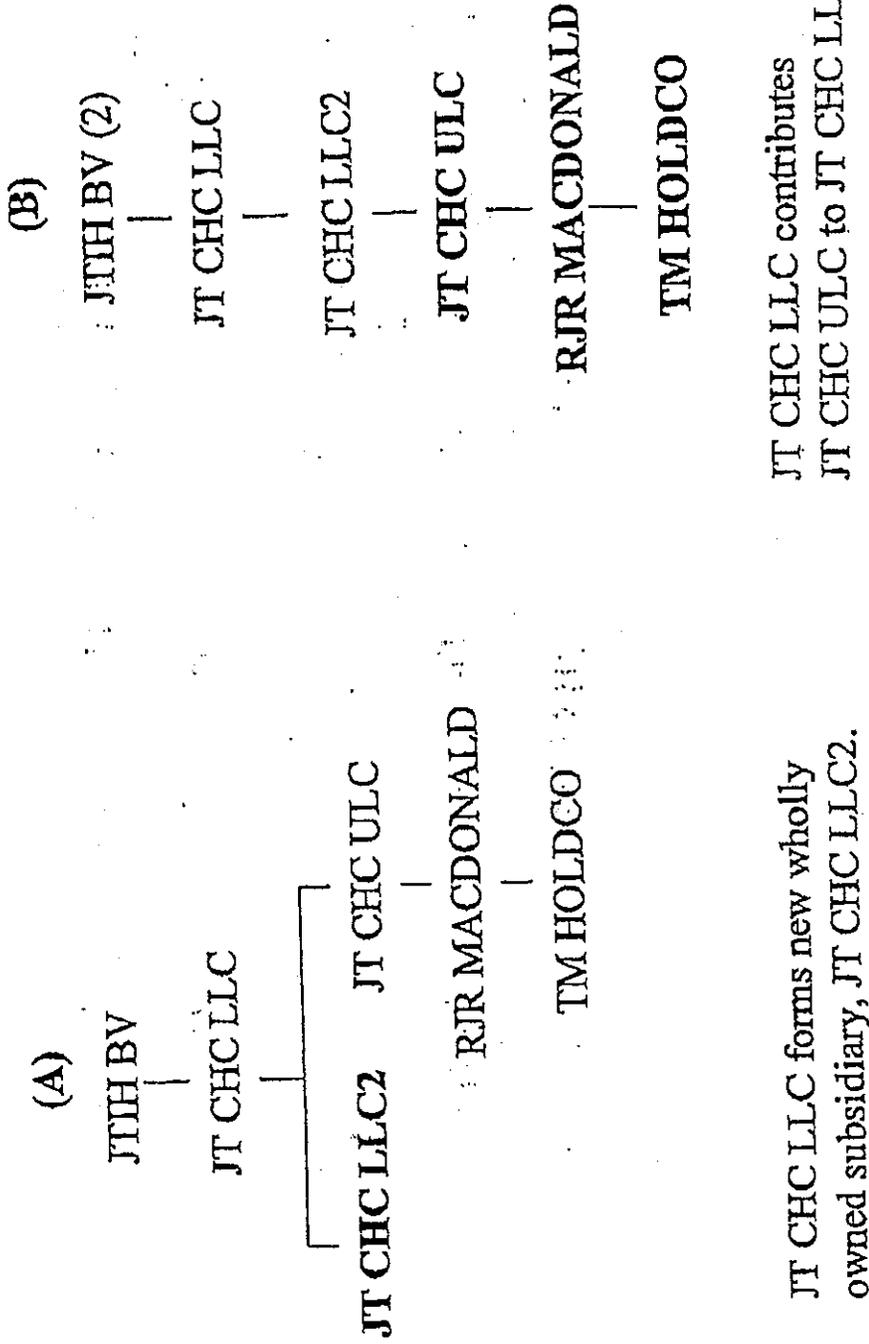 (A)
JTIH BV
JT CHC LLC
JT CHC LLC2
JT CHC ULC
RJR MACDONALD
TM HOLDCO
JT CHC LLC forms new wholly
owned subsidiary, JT CHC LLC2.
(B)
JTIH BV (2)
JT CHC LLC
JT CHC LLC2
JT CHC ULC
RJR MACDONALD
TM HOLDCO
JT CHC LLC contributes
JT CHC ULC to JT CHC